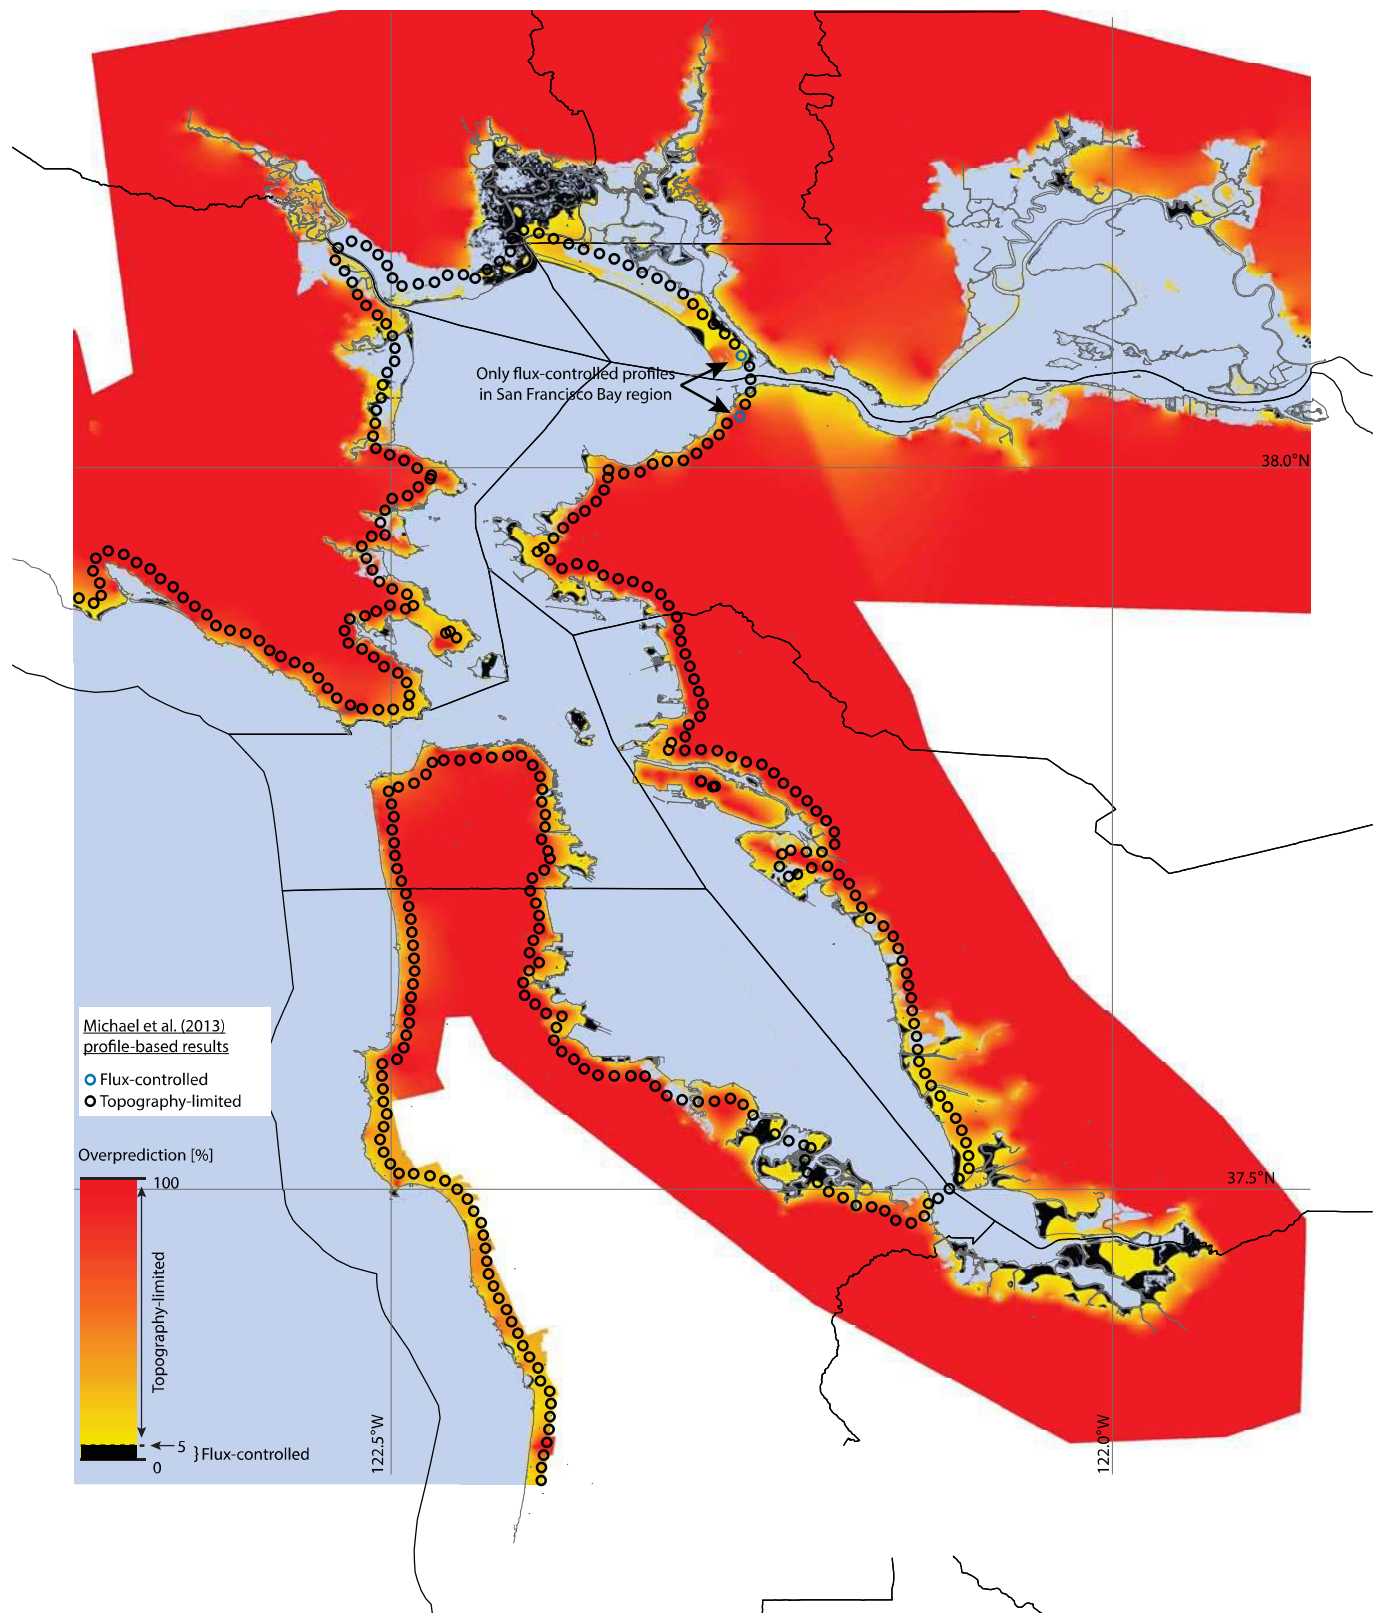 Only flux-controlled profiles
in San Francisco Bay region
38.0°N
Michael et al. (2013)
profile-based results
Flux-controlled
Topography-limited
Overprediction [%]
100
Topography-limited
5 } Flux-controlled
0
37.5°N
122.5°W
122.0°W